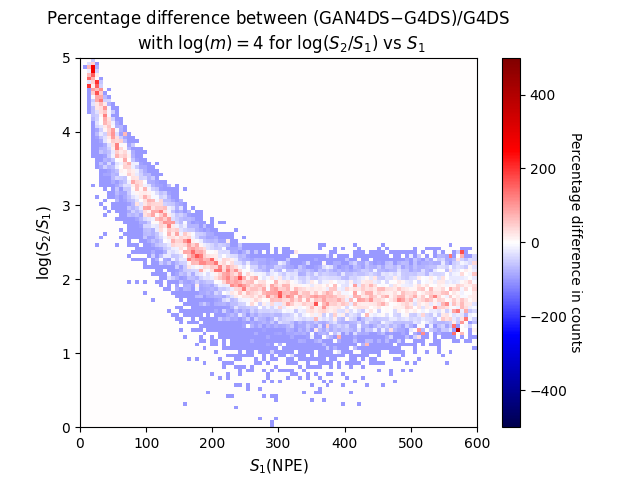 Percentage difference between (GAN4DS−G4DS)/G4DS
with log(m) = 4 for log(S₂/S₁) vs S₁
5
4
3
2
1
0
log(S₂/S₁)
0 100 200 300 400 500 600
S₁(NPE)
400
200
0
−200
−400
Percentage difference in counts